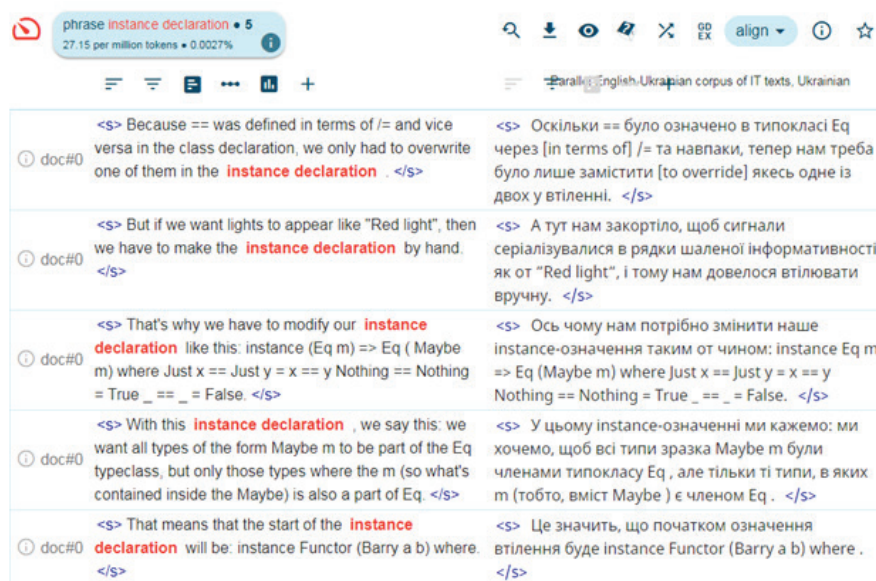 phrase instance declaration • 5
27.15 per million tokens • 0.0027%
GD
EX
align
Parallel English-Ukrainian corpus of IT texts, Ukrainian
<s> Because == was defined in terms of /= and vice
versa in the class declaration, we only had to overwrite
one of them in the instance declaration . </s>
doc#0
<s> Оскільки == було означено в типокласі Eq
через [in terms of] /= та навпаки, тепер нам треба
було лише замістити [to override] якесь одне із
двох у втіленні. </s>
<s> But if we want lights to appear like "Red light", then
we have to make the instance declaration by hand.
</s>
doc#0
<s> А тут нам закортіло, щоб сигнали
серіалізувалися в рядки шаленої інформативності
як от “Red light“, і тому нам довелося втілювати
вручну. </s>
<s> That's why we have to modify our instance
declaration like this: instance (Eq m) => Eq ( Maybe
m) where Just x == Just y = x == y Nothing == Nothing
= True _ == _ = False. </s>
doc#0
<s> Ось чому нам потрібно змінити наше
instance-означення таким от чином: instance Eq m
=> Eq (Maybe m) where Just x == Just y = x == y
Nothing == Nothing = True _ == _ = False. </s>
<s> With this instance declaration , we say this: we
want all types of the form Maybe m to be part of the Eq
typeclass, but only those types where the m (so what's
contained inside the Maybe) is also a part of Eq. </s>
doc#0
<s> У цьому instance-означенні ми кажемо: ми
хочемо, щоб всі типи зразка Maybe m були
членами типокласу Eq , але тільки ті типи, в яких
m (тобто, вміст Maybe ) є членом Eq . </s>
<s> That means that the start of the instance
declaration will be: instance Functor (Barry a b) where.
</s>
doc#0
<s> Це значить, що початком означення
втілення буде instance Functor (Barry a b) where .
</s>